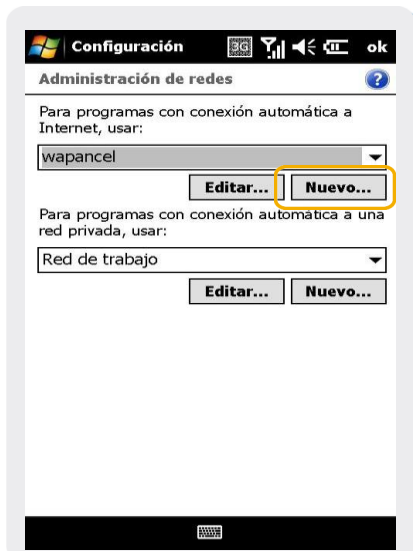 Configuración 3G ok
Administración de redes ?
Para programas con conexión automática a
Internet, usar:
wapancel
Editar... Nuevo...
Para programas con conexión automática a una
red privada, usar:
Red de trabajo
Editar... Nuevo...